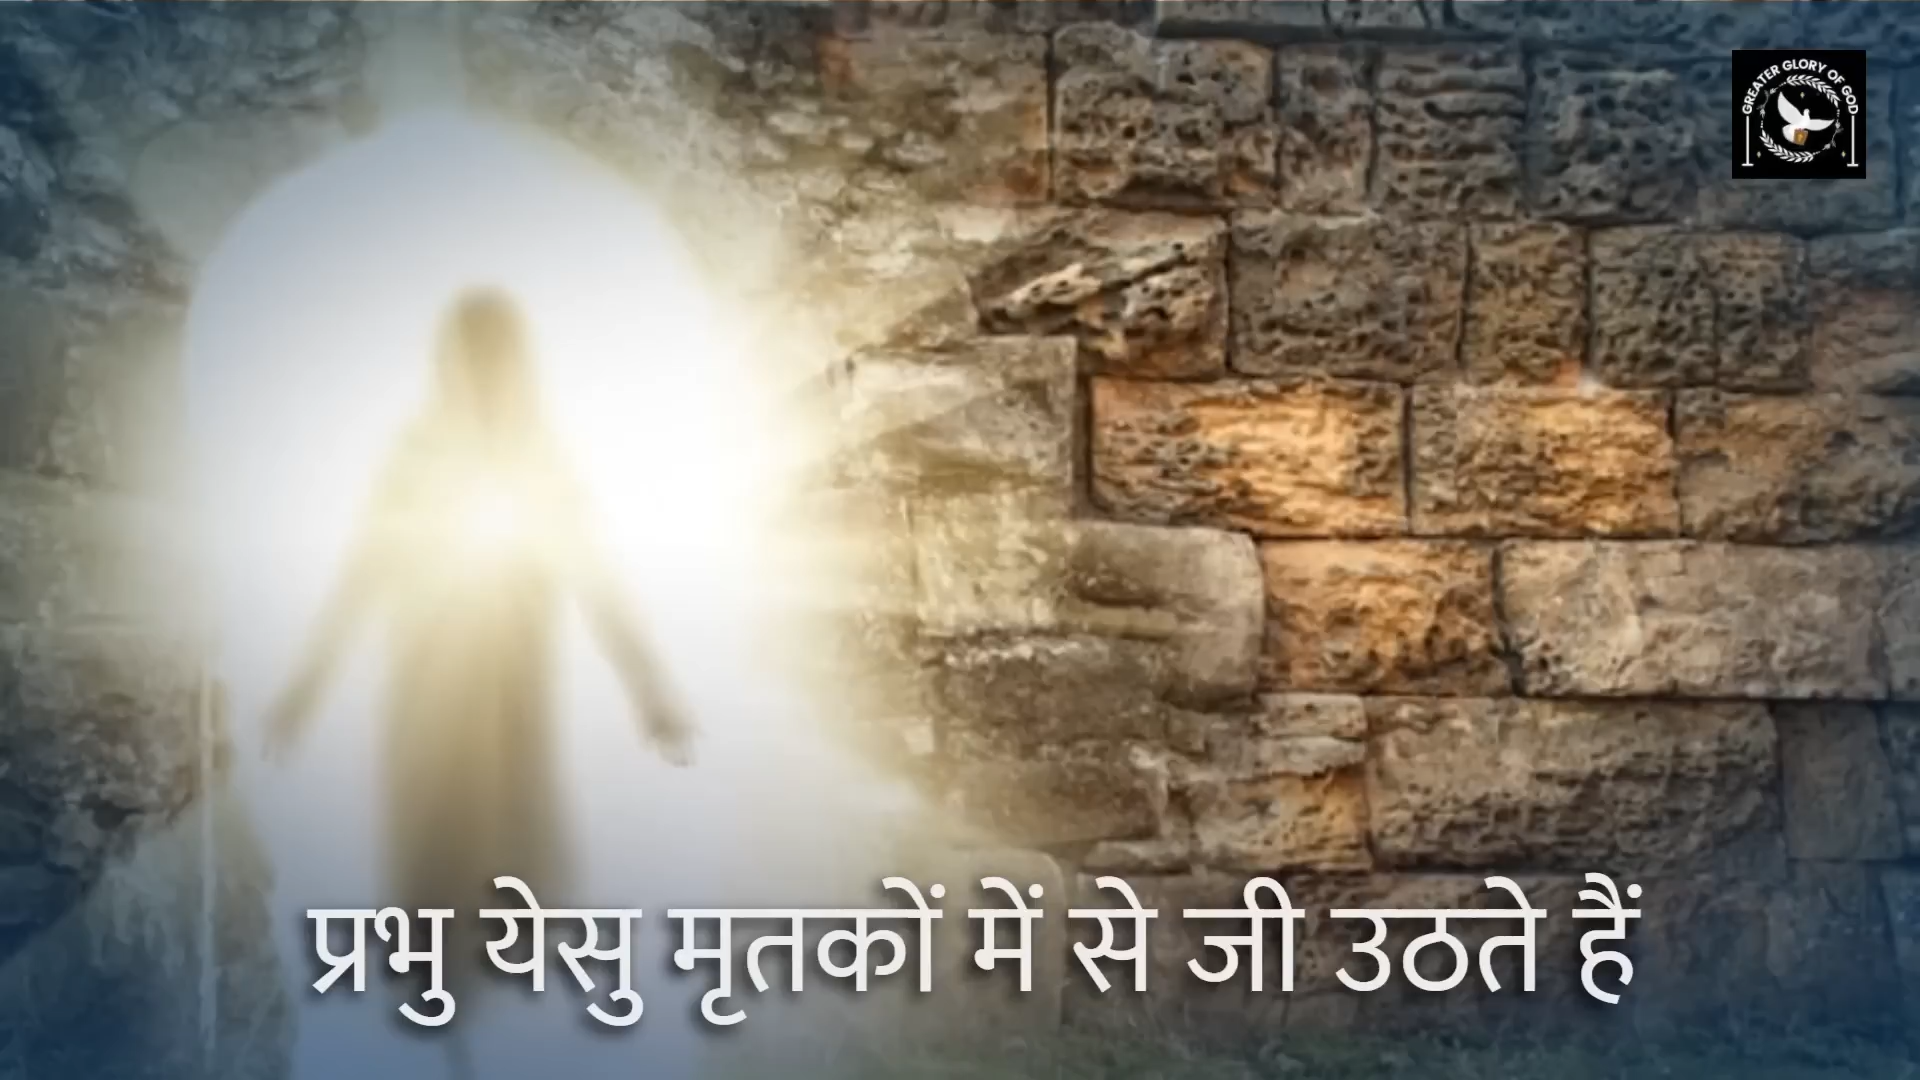 GREATER GLORY OF GOD
प्रभु येसु मृतकों में से जी उठते हैं